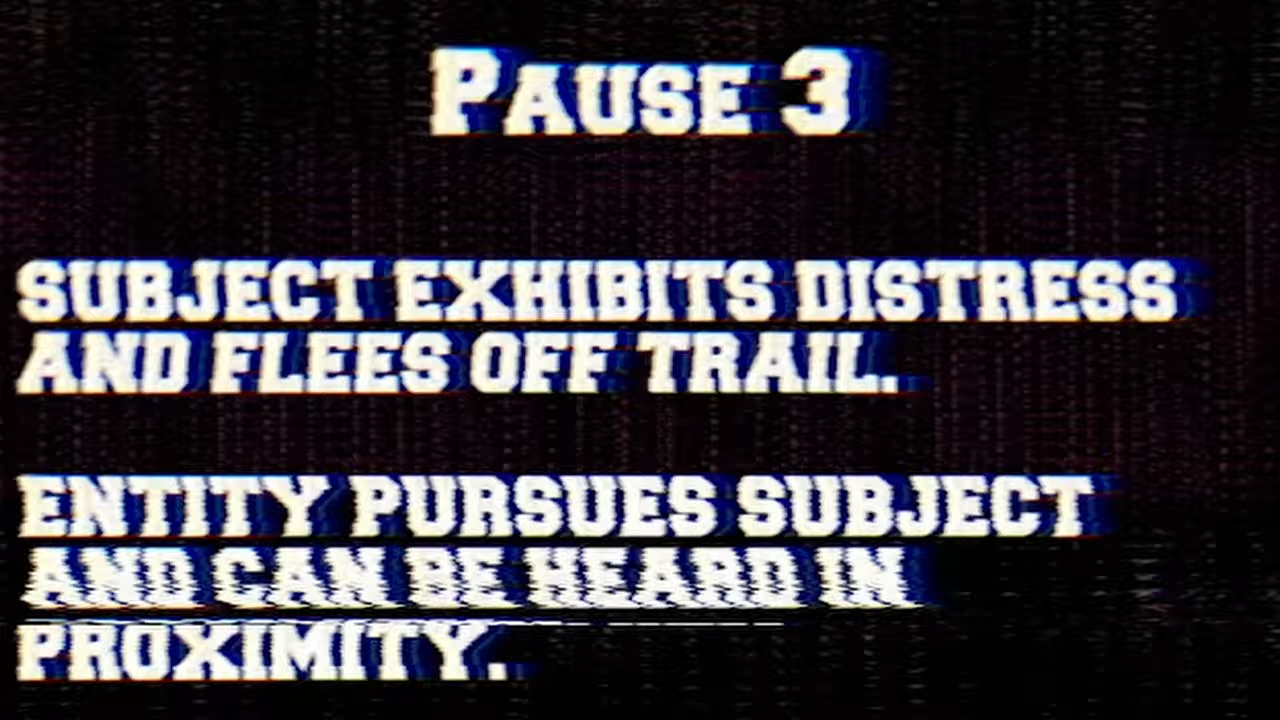 Pause 3
SUBJECT EXHIBITS DISTRESS
AND FLEES OFF TRAIL.
ENTITY PURSUES SUBJECT
AND CAN BE HEARD IN
PROXIMITY.